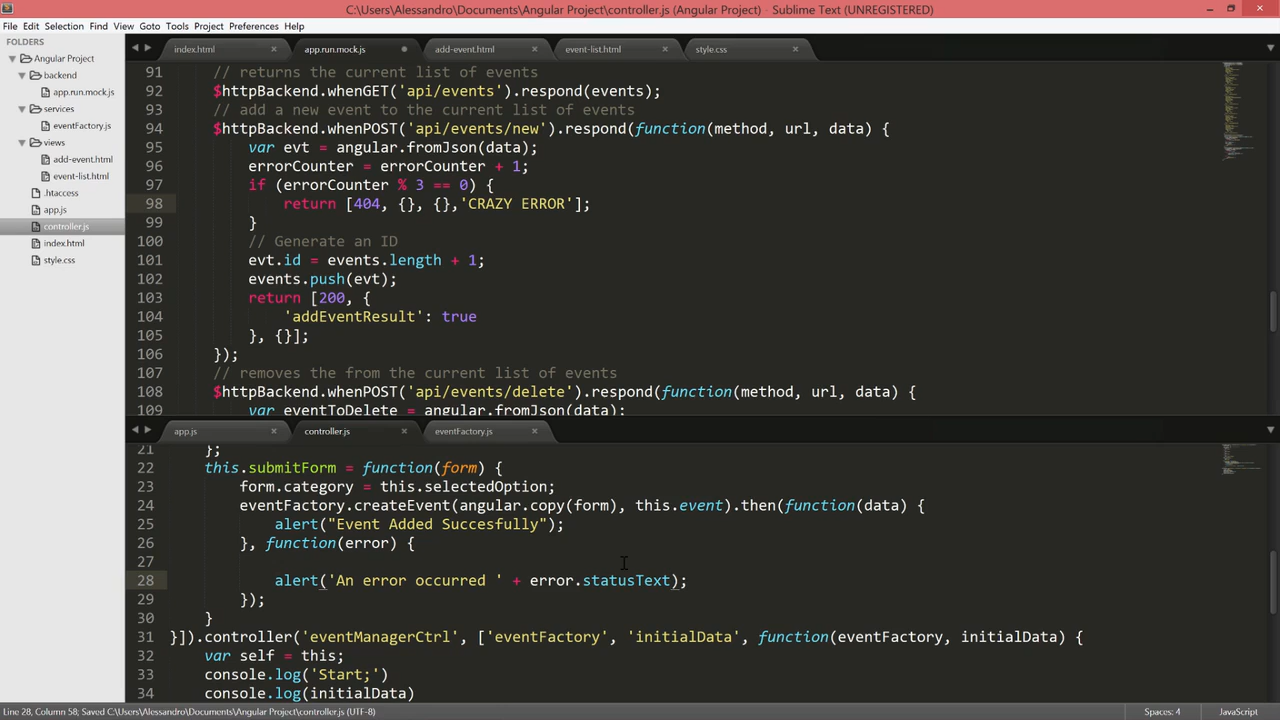 C:\Users\Alessandro\Documents\Angular Project\controller.js (Angular Project) - Sublime Text (UNREGISTERED)
File Edit Selection Find View Goto Tools Project Preferences Help
FOLDERS
Angular Project
backend
app.run.mock.js
services
eventFactory.js
views
add-event.html
event-list.html
.htaccess
app.js
controller.js
index.html
style.css
index.html app.run.mock.js add-event.html event-list.html style.css
91 // returns the current list of events
92 $httpBackend.whenGET('api/events').respond(events);
93 // add a new event to the current list of events
94 $httpBackend.whenPOST('api/events/new').respond(function(method, url, data) {
95 var evt = angular.fromJson(data);
96 errorCounter = errorCounter + 1;
97 if (errorCounter % 3 == 0) {
98 return [404, {}, {},'CRAZY ERROR'];
99 }
100 // Generate an ID
101 evt.id = events.length + 1;
102 events.push(evt);
103 return [200, {
104 'addEventResult': true
105 }, {}];
106 });
107 // removes the from the current list of events
108 $httpBackend.whenPOST('api/events/delete').respond(function(method, url, data) {
109 var eventToDelete = angular.fromJson(data);
app.js controller.js eventFactory.js
21 };
22 this.submitForm = function(form) {
23 form.category = this.selectedOption;
24 eventFactory.createEvent(angular.copy(form), this.event).then(function(data) {
25 alert("Event Added Succesfully");
26 }, function(error) {
27
28 alert('An error occurred ' + error.statusText);
29 });
30 }
31 }]).controller('eventManagerCtrl', ['eventFactory', 'initialData', function(eventFactory, initialData) {
32 var self = this;
33 console.log('Start;')
34 console.log(initialData)
Line 28, Column 58; Saved C:\Users\Alessandro\Documents\Angular Project\controller.js (UTF-8) Spaces: 4 JavaScript